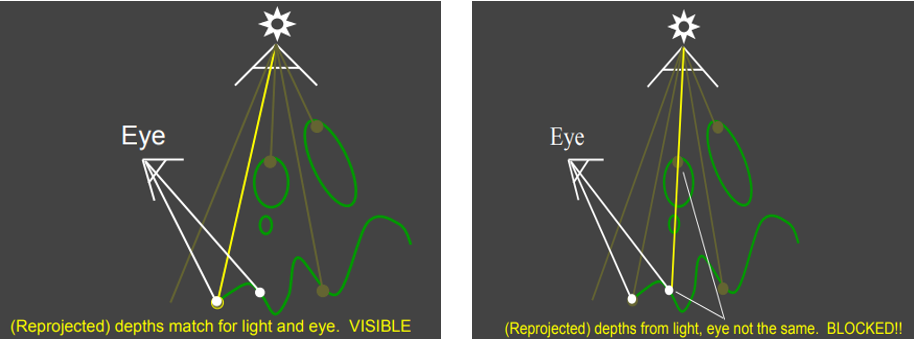 Eye
(Reprojected) depths match for light and eye. VISIBLE
Eye
(Reprojected) depths from light, eye not the same. BLOCKED!!